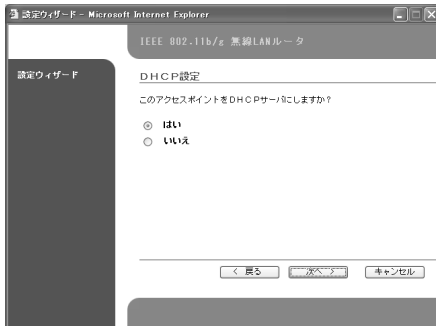 設定ウィザード - Microsoft Internet Explorer
IEEE 802.11b/g 無線LANルータ
設定ウィザード
DHCP設定
このアクセスポイントをDHCPサーバにしますか?
はい
いいえ
< 戻る
次へ >
キャンセル